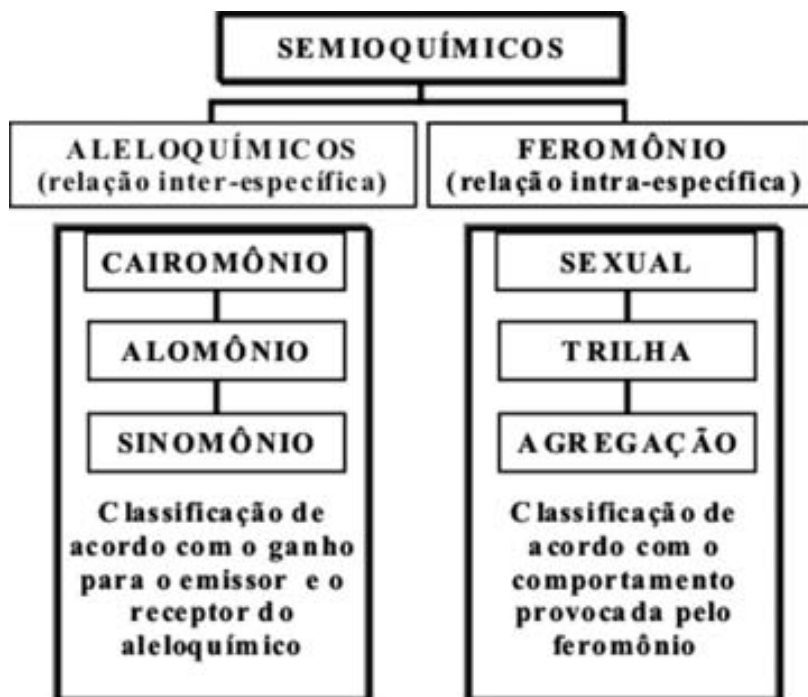 SEMIOQUÍMICOS
ALELOQUÍMICOS
(relação inter-específica)
FEROMÔNIO
(relação intra-específica)
CAIROMÔNIO
ALOMÔNIO
SINOMÔNIO
Classificação de
acordo com o ganho
para o emissor e o
receptor do
aleloquímico
SEXUAL
TRILHA
AGREGAÇÃO
Classificação de
acordo com o
comportamento
provocada pelo
feromônio